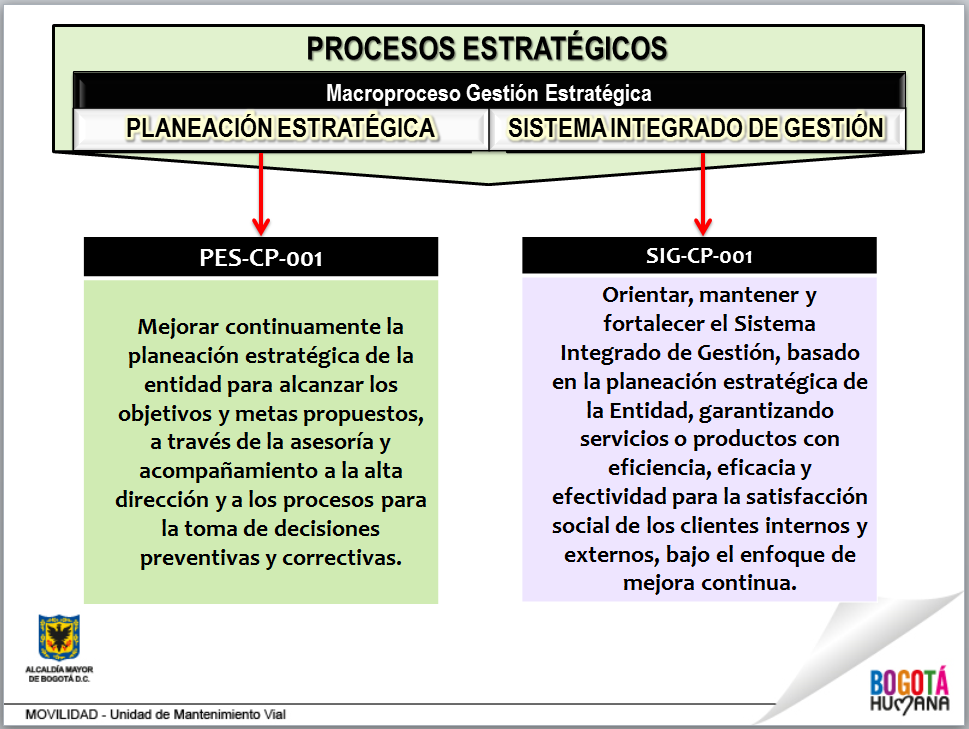 PROCESOS ESTRATÉGICOS
Macroproceso Gestión Estratégica
PLANEACIÓN ESTRATÉGICA
SISTEMA INTEGRADO DE GESTIÓN
PES-CP-001
Mejorar continuamente la
planeación estratégica de la
entidad para alcanzar los
objetivos y metas propuestos,
a través de la asesoría y
acompañamiento a la alta
dirección y a los procesos para
la toma de decisiones
preventivas y correctivas.
SIG-CP-001
Orientar, mantener y
fortalecer el Sistema
Integrado de Gestión, basado
en la planeación estratégica de
la Entidad, garantizando
servicios o productos con
eficiencia, eficacia y
efectividad para la satisfacción
social de los clientes internos y
externos, bajo el enfoque de
mejora continua.
ALCALDÍA MAYOR
DE BOGOTÁ D.C.
MOVILIDAD - Unidad de Mantenimiento Vial
BOGOTÁ
HUMANA